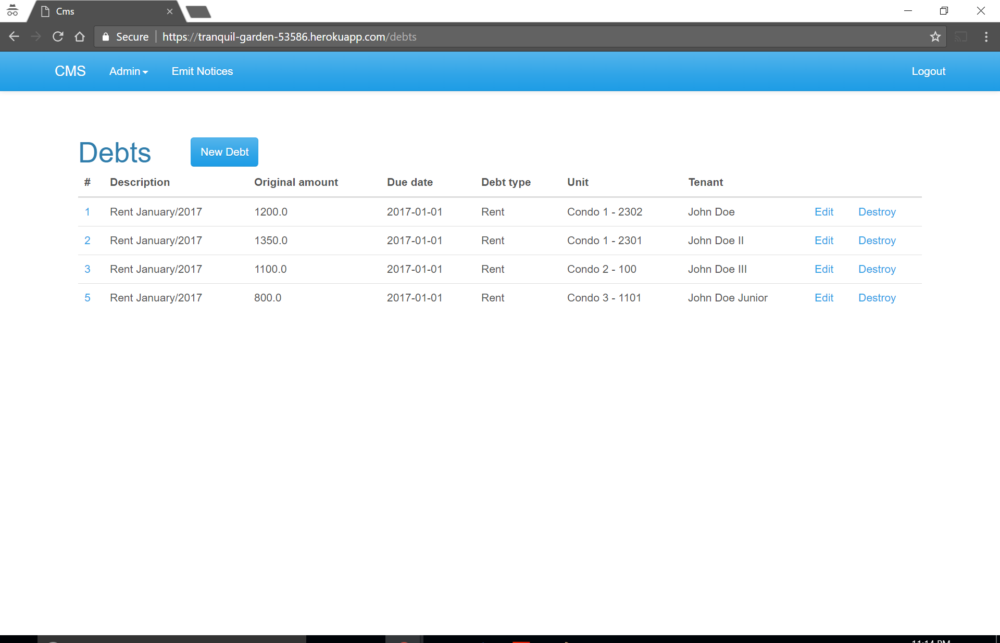 Cms
Secure https://tranquil-garden-53586.herokuapp.com/debts
CMS Admin Emit Notices Logout
Debts New Debt
# Description Original amount Due date Debt type Unit Tenant
1 Rent January/2017 1200.0 2017-01-01 Rent Condo 1 - 2302 John Doe Edit Destroy
2 Rent January/2017 1350.0 2017-01-01 Rent Condo 1 - 2301 John Doe II Edit Destroy
3 Rent January/2017 1100.0 2017-01-01 Rent Condo 2 - 100 John Doe III Edit Destroy
5 Rent January/2017 800.0 2017-01-01 Rent Condo 3 - 1101 John Doe Junior Edit Destroy
11:14 PM